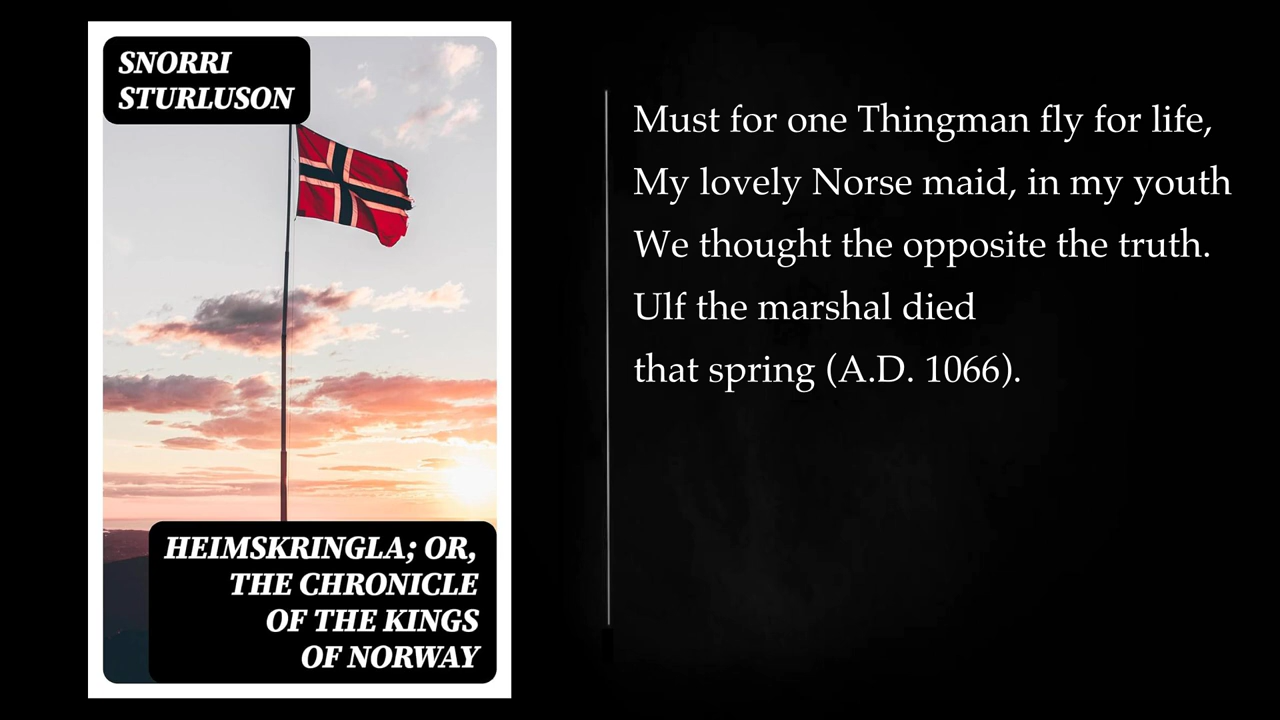 SNORRI
STURLUSON
HEIMSKRINGLA; OR,
THE CHRONICLE
OF THE KINGS
OF NORWAY
Must for one Thingman fly for life,
My lovely Norse maid, in my youth
We thought the opposite the truth.
Ulf the marshal died
that spring (A.D. 1066).